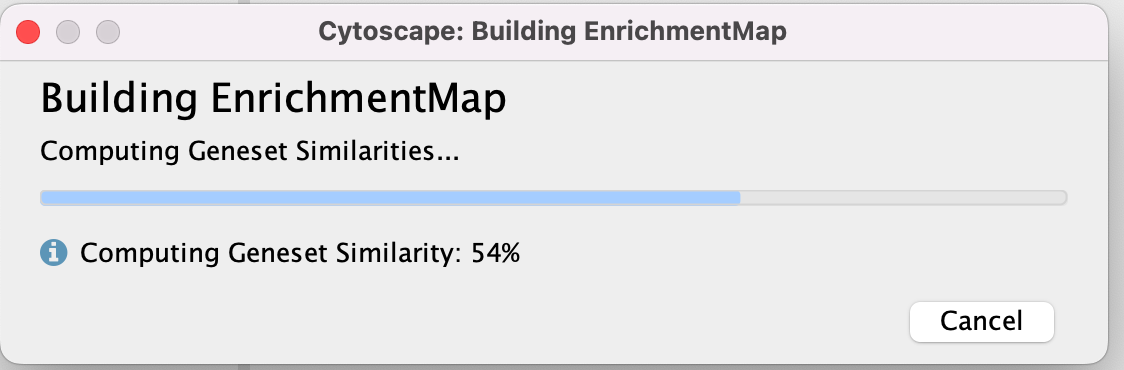 Cytoscape: Building EnrichmentMap
Building EnrichmentMap
Computing Geneset Similarities...
Computing Geneset Similarity: 54%
Cancel